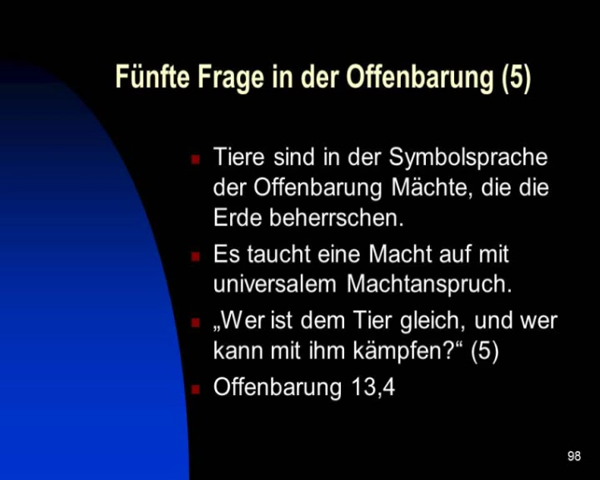 Fünfte Frage in der Offenbarung (5)
Tiere sind in der Symbolsprache
der Offenbarung Mächte, die die
Erde beherrschen.
Es taucht eine Macht auf mit
universalem Machtanspruch.
„Wer ist dem Tier gleich, und wer
kann mit ihm kämpfen?“ (5)
Offenbarung 13,4
98